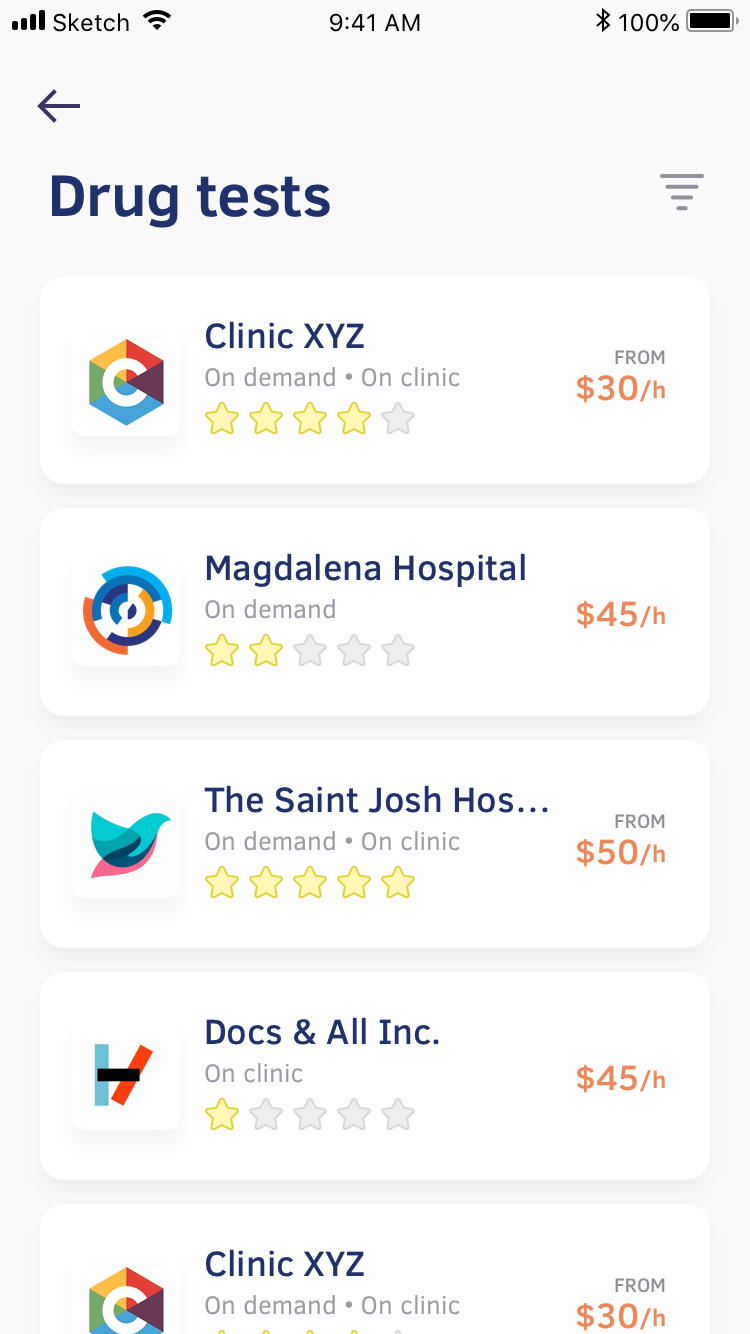 Sketch 9:41 AM 100%
Drug tests
Clinic XYZ
On demand • On clinic
FROM
$30/h
Magdalena Hospital
On demand
$45/h
The Saint Josh Hos...
On demand • On clinic
FROM
$50/h
Docs & All Inc.
On clinic
$45/h
Clinic XYZ
On demand • On clinic
FROM
$30/h